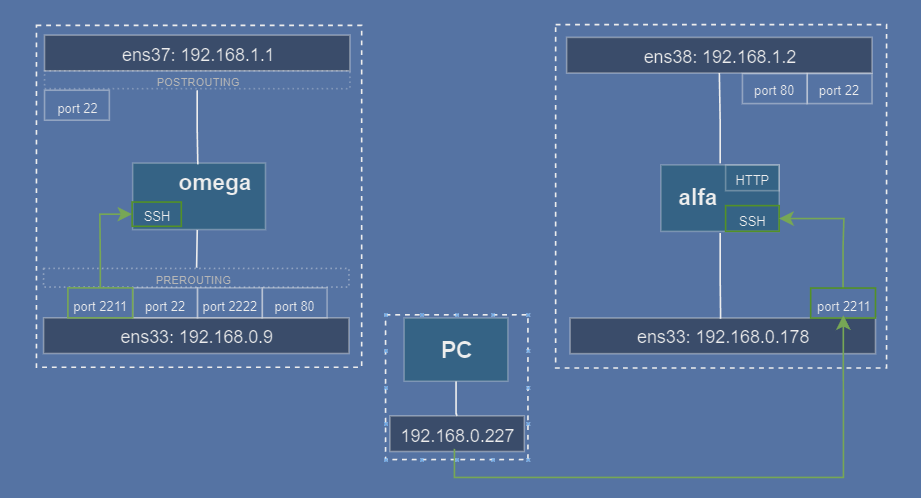 ens37: 192.168.1.1
POSTROUTING
port 22
omega
SSH
PREROUTING
port 2211
port 22
port 2222
port 80
ens33: 192.168.0.9
PC
192.168.0.227
ens38: 192.168.1.2
port 80
port 22
HTTP
alfa
SSH
port 2211
ens33: 192.168.0.178